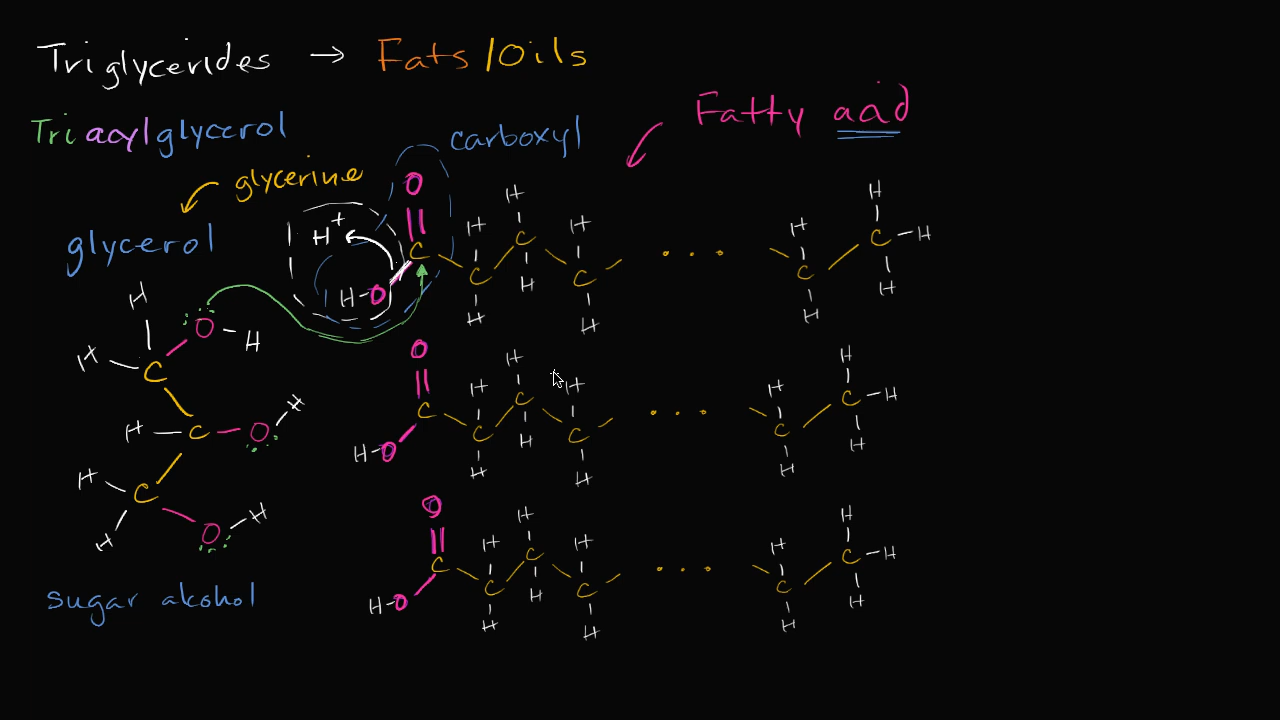 Triglycerides → Fats/Oils
Fatty acid
Triacylglycerol
carboxyl
glycerine
glycerol
O
H H H H
H+
C C C C . . . C C H
H-O
H H H H H
H O
O-H
H H H H H
C
C C C C . . . C C-H
H-C-O H
H-O
H H H H H
H
O
C
H H H H H
O-H
C C C C . . . C C-H
H
H-O
H H H H H
sugar alcohol